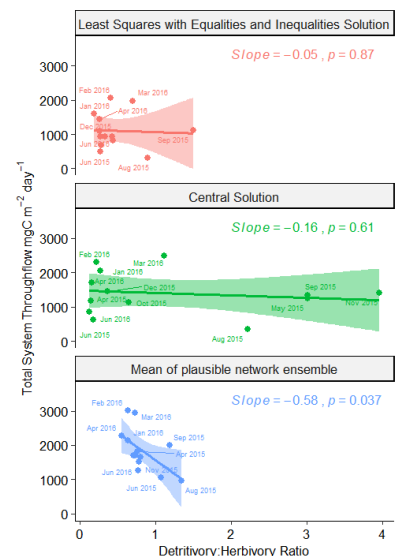 Least Squares with Equalities and Inequalities Solution
Slope = −0.05 , p = 0.87
3000
2000
1000
0
Feb 2016
Mar 2016
Jan 2016
Apr 2016
Dec 2015
Sep 2015
Jun 2016
Jun 2015
Aug 2015
Central Solution
Slope = −0.16 , p = 0.61
3000
2000
1000
0
Feb 2016
Mar 2016
Jan 2016
Apr 2016
Dec 2015
Sep 2015
Apr 2015
Oct 2015
Nov 2015
May 2015
Jun 2016
Jun 2015
Aug 2015
Mean of plausible network ensemble
Slope = −0.58 , p = 0.037
3000
2000
1000
0
Feb 2016
Mar 2016
Apr 2016
Jan 2016
Sep 2015
Apr 2015
Jun 2016
Nov 2015
Jun 2015
Aug 2015
0 1 2 3 4
Detritivory:Herbivory Ratio
Total System Throughflow mgC m−2 day−1